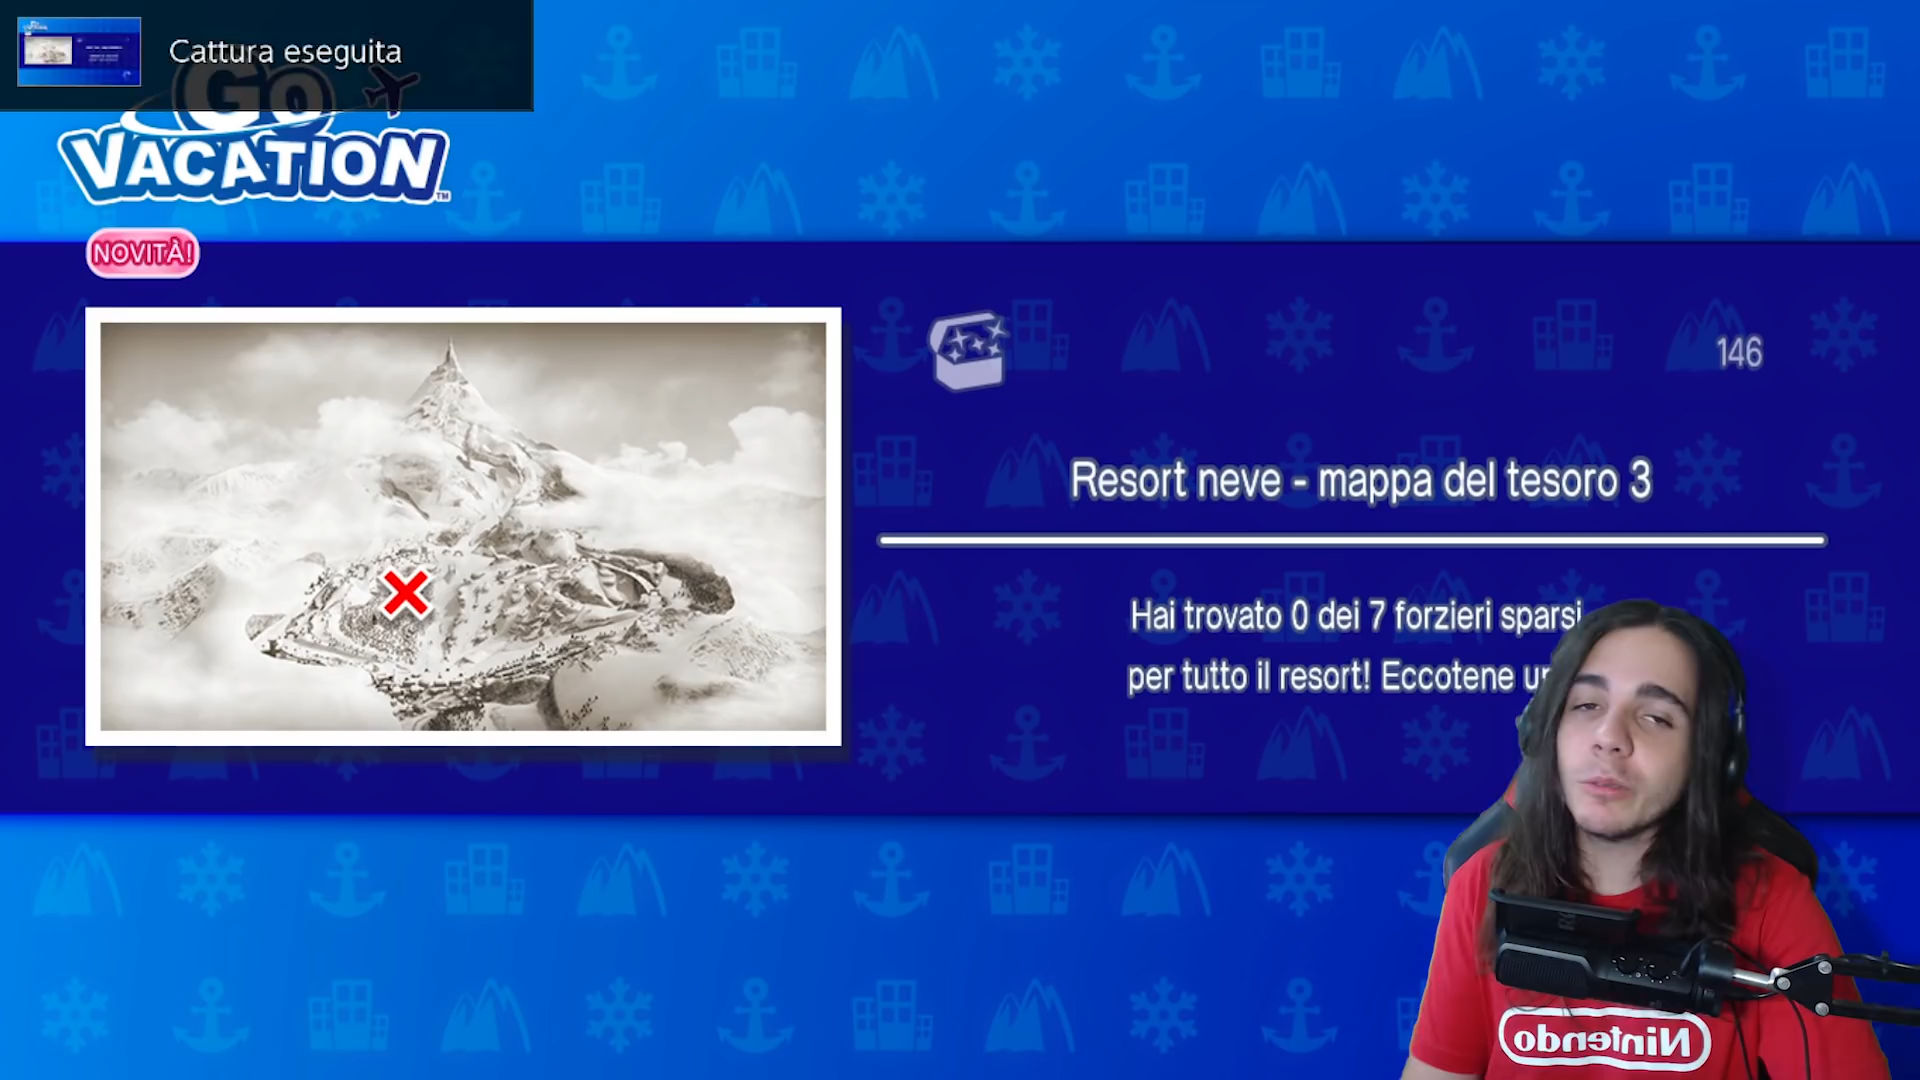 Cattura eseguita
Go
VACATION™
NOVITÀ!
146
Resort neve - mappa del tesoro 3
Hai trovato 0 dei 7 forzieri sparsi
per tutto il resort! Eccotene
Nintendo